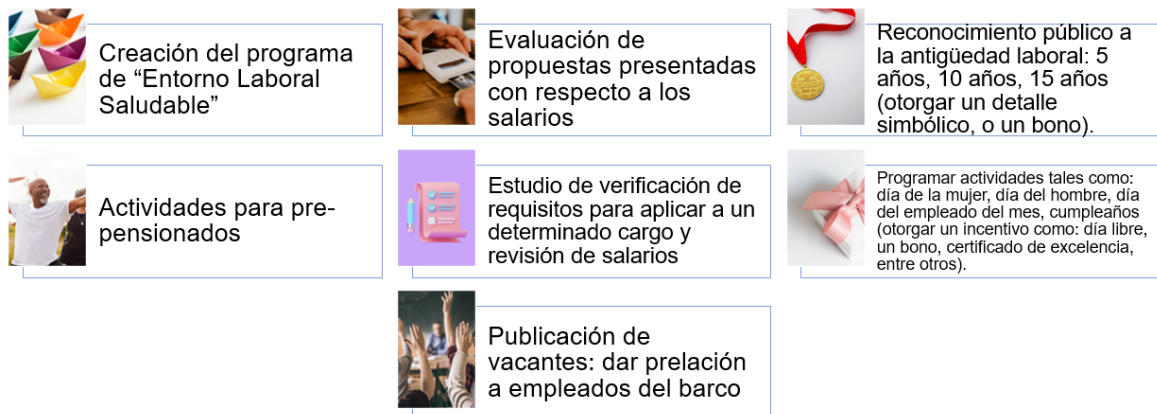 Creación del programa
de “Entorno Laboral
Saludable”
Evaluación de
propuestas presentadas
con respecto a los
salarios
Reconocimiento público a
la antigüedad laboral: 5
años, 10 años, 15 años
(otorgar un detalle
simbólico, o un bono).
Actividades para pre-
pensionados
Estudio de verificación de
requisitos para aplicar a un
determinado cargo y
revisión de salarios
Programar actividades tales como:
día de la mujer, día del hombre, día
del empleado del mes, cumpleaños
(otorgar un incentivo como: día libre,
un bono, certificado de excelencia,
entre otros).
Publicación de
vacantes: dar prelación
a empleados del barco